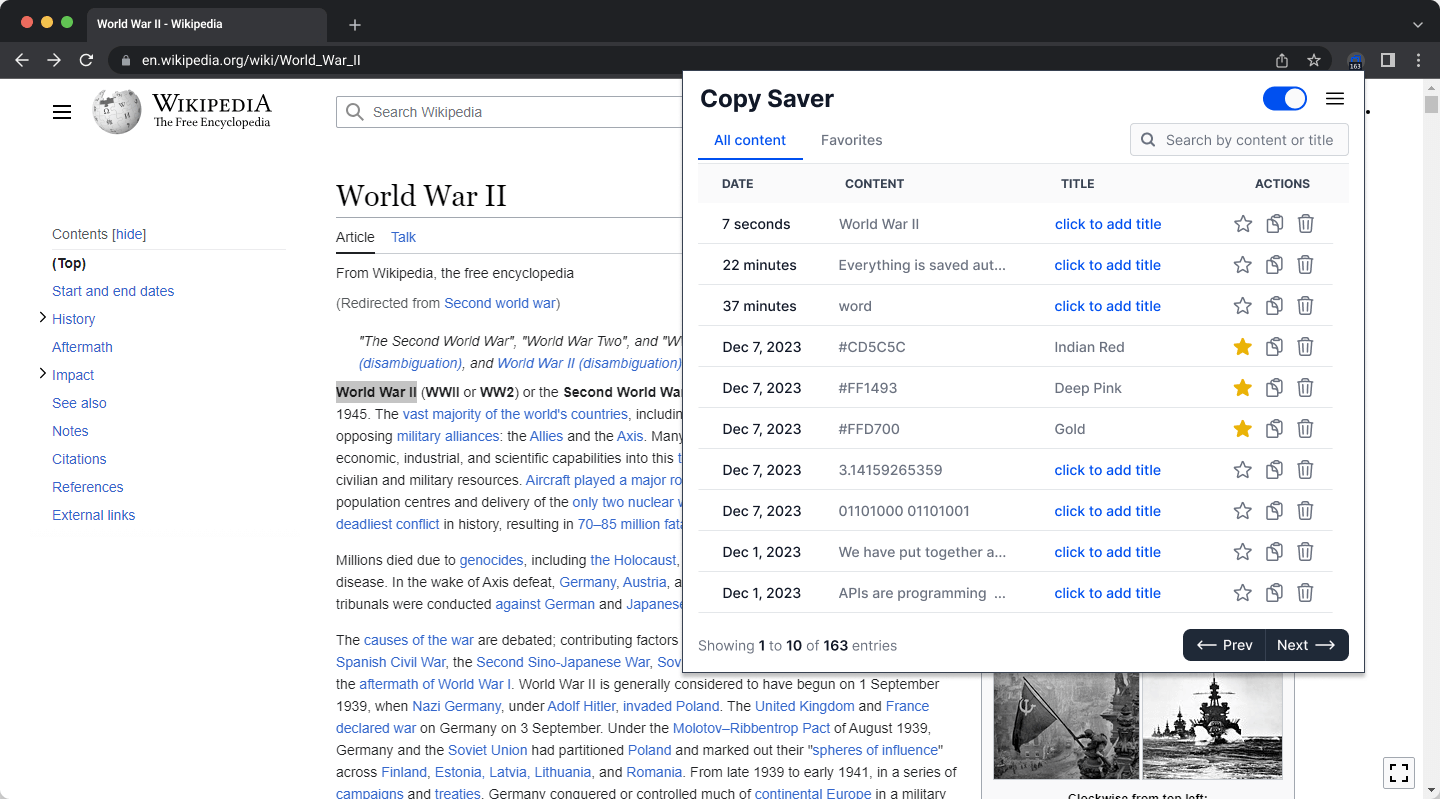 World War II - Wikipedia
en.wikipedia.org/wiki/World_War_II
163
WIKIPEDIA
The Free Encyclopedia
Search Wikipedia
Contents [hide]
(Top)
Start and end dates
History
Aftermath
Impact
See also
Notes
Citations
References
External links
World War II
Article Talk
From Wikipedia, the free encyclopedia
(Redirected from Second world war)
"The Second World War", "World War Two", and "W
(disambiguation), and World War II (disambiguation)
World War II (WWII or WW2) or the Second World War
1945. The vast majority of the world's countries, includin
opposing military alliances: the Allies and the Axis. Many
economic, industrial, and scientific capabilities into this t
civilian and military resources. Aircraft played a major ro
population centres and delivery of the only two nuclear w
deadliest conflict in history, resulting in 70–85 million fata
Millions died due to genocides, including the Holocaust,
disease. In the wake of Axis defeat, Germany, Austria, a
tribunals were conducted against German and Japanese
The causes of the war are debated; contributing factors
Spanish Civil War, the Second Sino-Japanese War, Sov
the aftermath of World War I. World War II is generally considered to have begun on 1 September
1939, when Nazi Germany, under Adolf Hitler, invaded Poland. The United Kingdom and France
declared war on Germany on 3 September. Under the Molotov–Ribbentrop Pact of August 1939,
Germany and the Soviet Union had partitioned Poland and marked out their "spheres of influence"
across Finland, Estonia, Latvia, Lithuania, and Romania. From late 1939 to early 1941, in a series of
campaigns and treaties, Germany conquered or controlled much of continental Europe in a military
Copy Saver
All content Favorites
Search by content or title
DATE CONTENT TITLE ACTIONS
7 seconds World War II click to add title
22 minutes Everything is saved aut... click to add title
37 minutes word click to add title
Dec 7, 2023 #CD5C5C Indian Red
Dec 7, 2023 #FF1493 Deep Pink
Dec 7, 2023 #FFD700 Gold
Dec 7, 2023 3.14159265359 click to add title
Dec 7, 2023 01101000 01101001 click to add title
Dec 1, 2023 We have put together a... click to add title
Dec 1, 2023 APIs are programming ... click to add title
Showing 1 to 10 of 163 entries
Prev Next
Clockwise from top left: